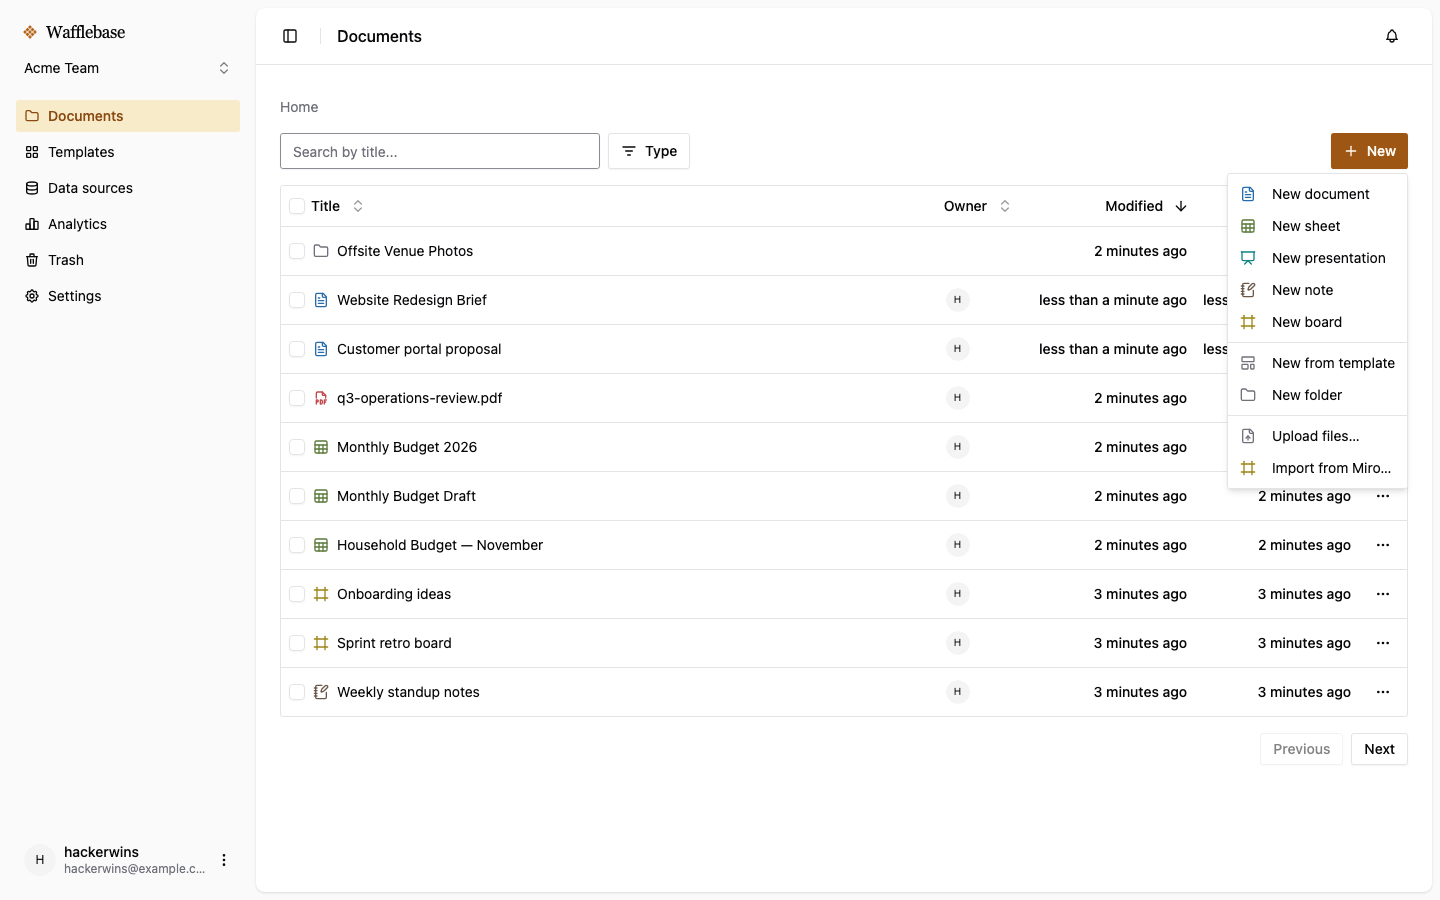 Wafflebase
Acme Team
Documents
Templates
Data sources
Analytics
Trash
Settings
H
hackerwins
hackerwins@example.c...
Documents
Home
Search by title...
Type
New
Title
Owner
Modified
Offsite Venue Photos
2 minutes ago
Website Redesign Brief
H
less than a minute ago
less
Customer portal proposal
H
less than a minute ago
less
PDF
q3-operations-review.pdf
H
2 minutes ago
Monthly Budget 2026
H
2 minutes ago
Monthly Budget Draft
H
2 minutes ago
2 minutes ago
Household Budget — November
H
2 minutes ago
2 minutes ago
Onboarding ideas
H
3 minutes ago
3 minutes ago
Sprint retro board
H
3 minutes ago
3 minutes ago
Weekly standup notes
H
3 minutes ago
3 minutes ago
New document
New sheet
New presentation
New note
New board
New from template
New folder
Upload files...
Import from Miro...
Previous
Next